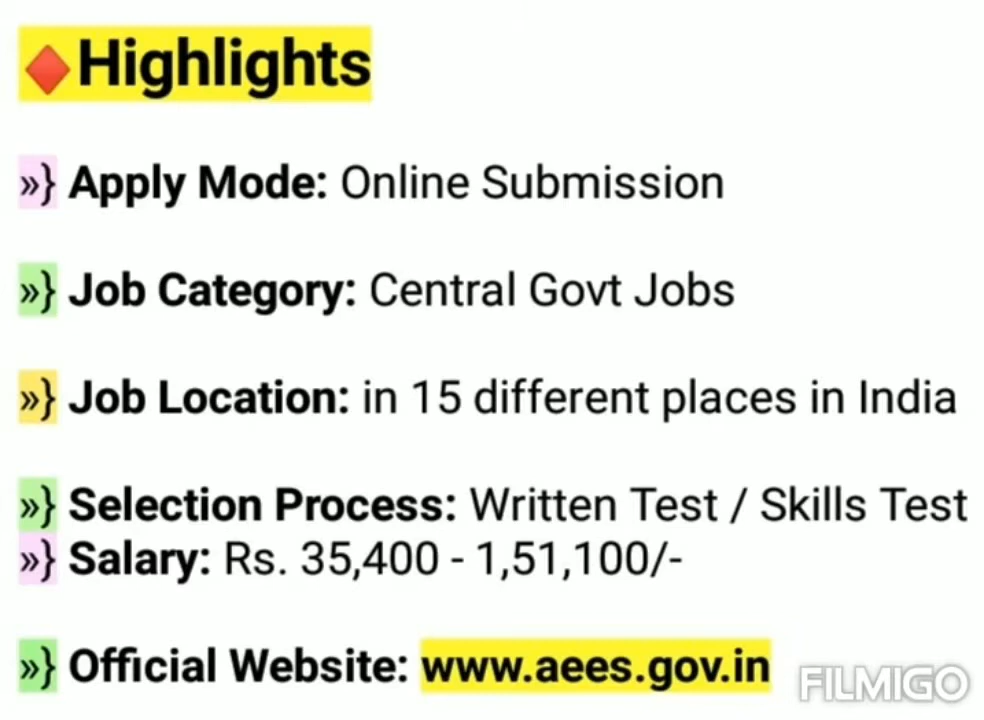 ♦Highlights
»} Apply Mode: Online Submission
»} Job Category: Central Govt Jobs
»} Job Location: in 15 different places in India
»} Selection Process: Written Test / Skills Test
»} Salary: Rs. 35,400 - 1,51,100/-
»} Official Website: www.aees.gov.in
FILMIGO